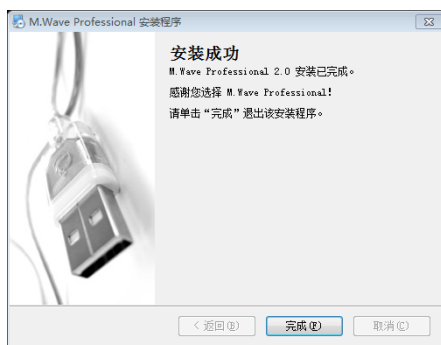 M.Wave Professional 安装程序
安装成功
M.Wave Professional 2.0 安装已完成。
感谢您选择 M.Wave Professional!
请单击“完成”退出该安装程序。
< 返回(B)
完成(F)
取消(C)